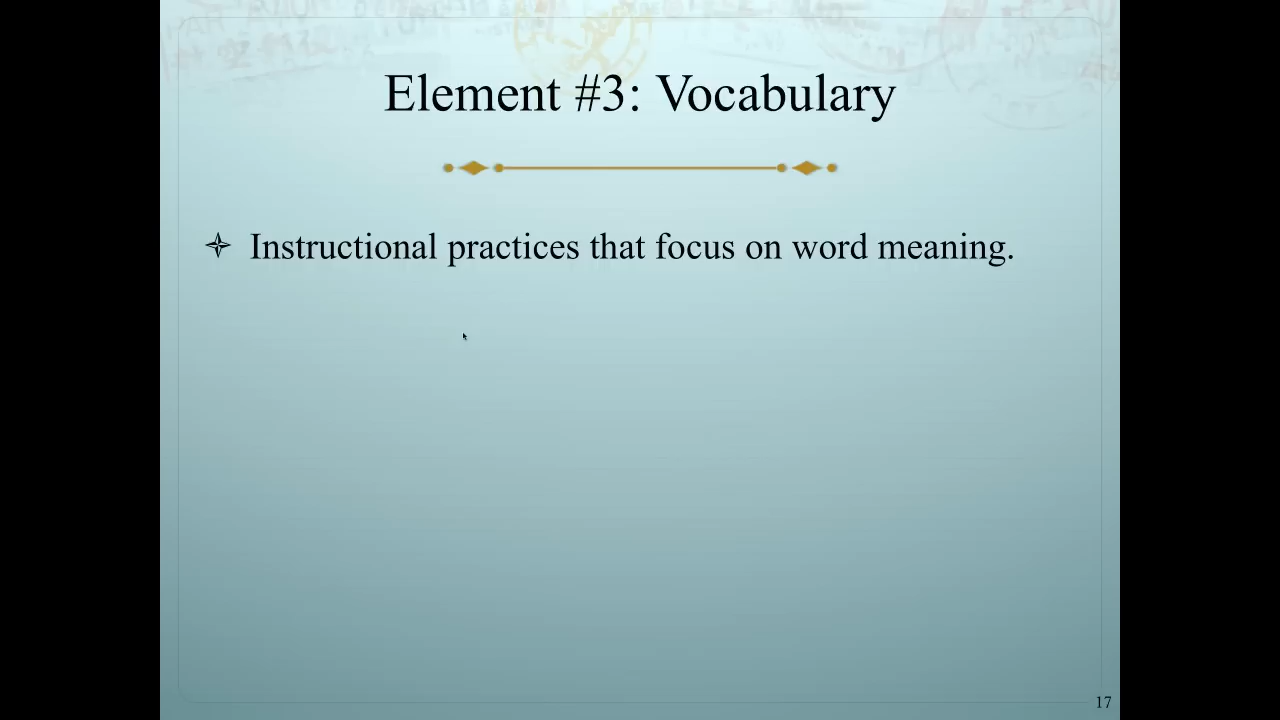 Element #3: Vocabulary
Instructional practices that focus on word meaning.
17